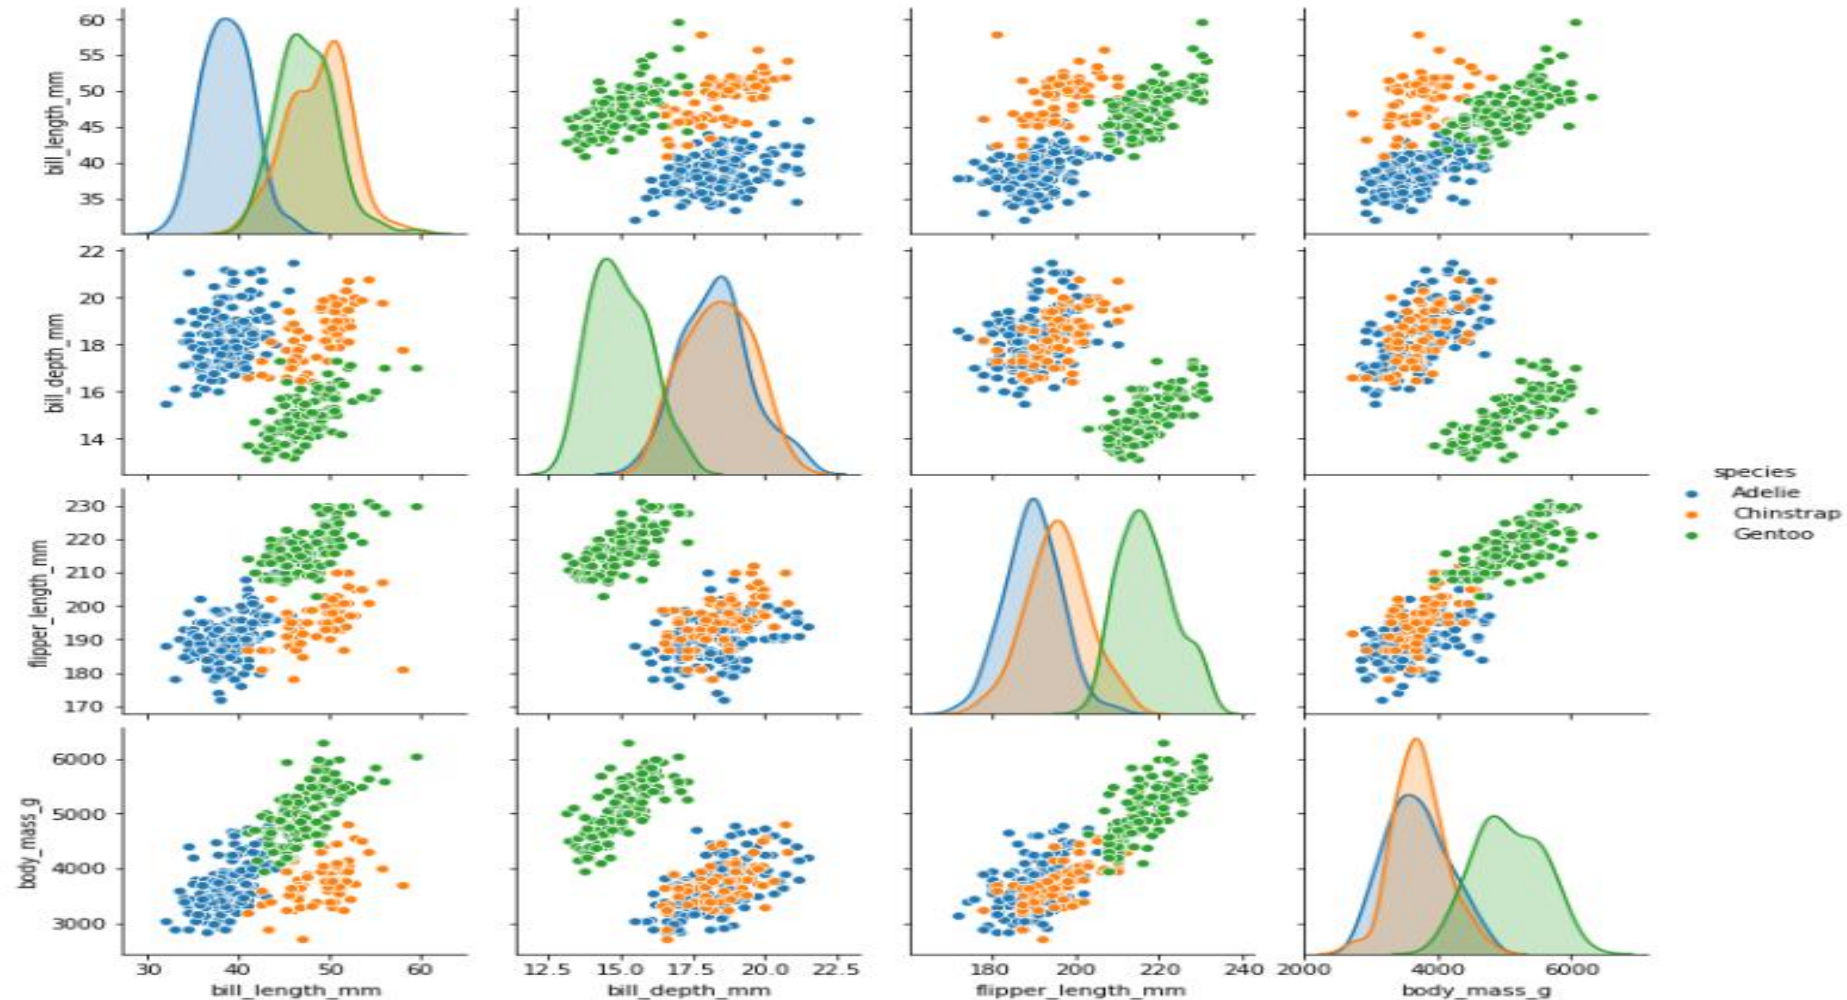 60
55
50
45
40
35
bill_length_mm
22
20
18
16
14
bill_depth_mm
species
Adelie
Chinstrap
Gentoo
230
220
210
200
190
180
170
flipper_length_mm
6000
5000
4000
3000
body_mass_g
30 40 50 60
bill_length_mm
12.5 15.0 17.5 20.0 22.5
bill_depth_mm
180 200 220 240
flipper_length_mm
2000 4000 6000
body_mass_g